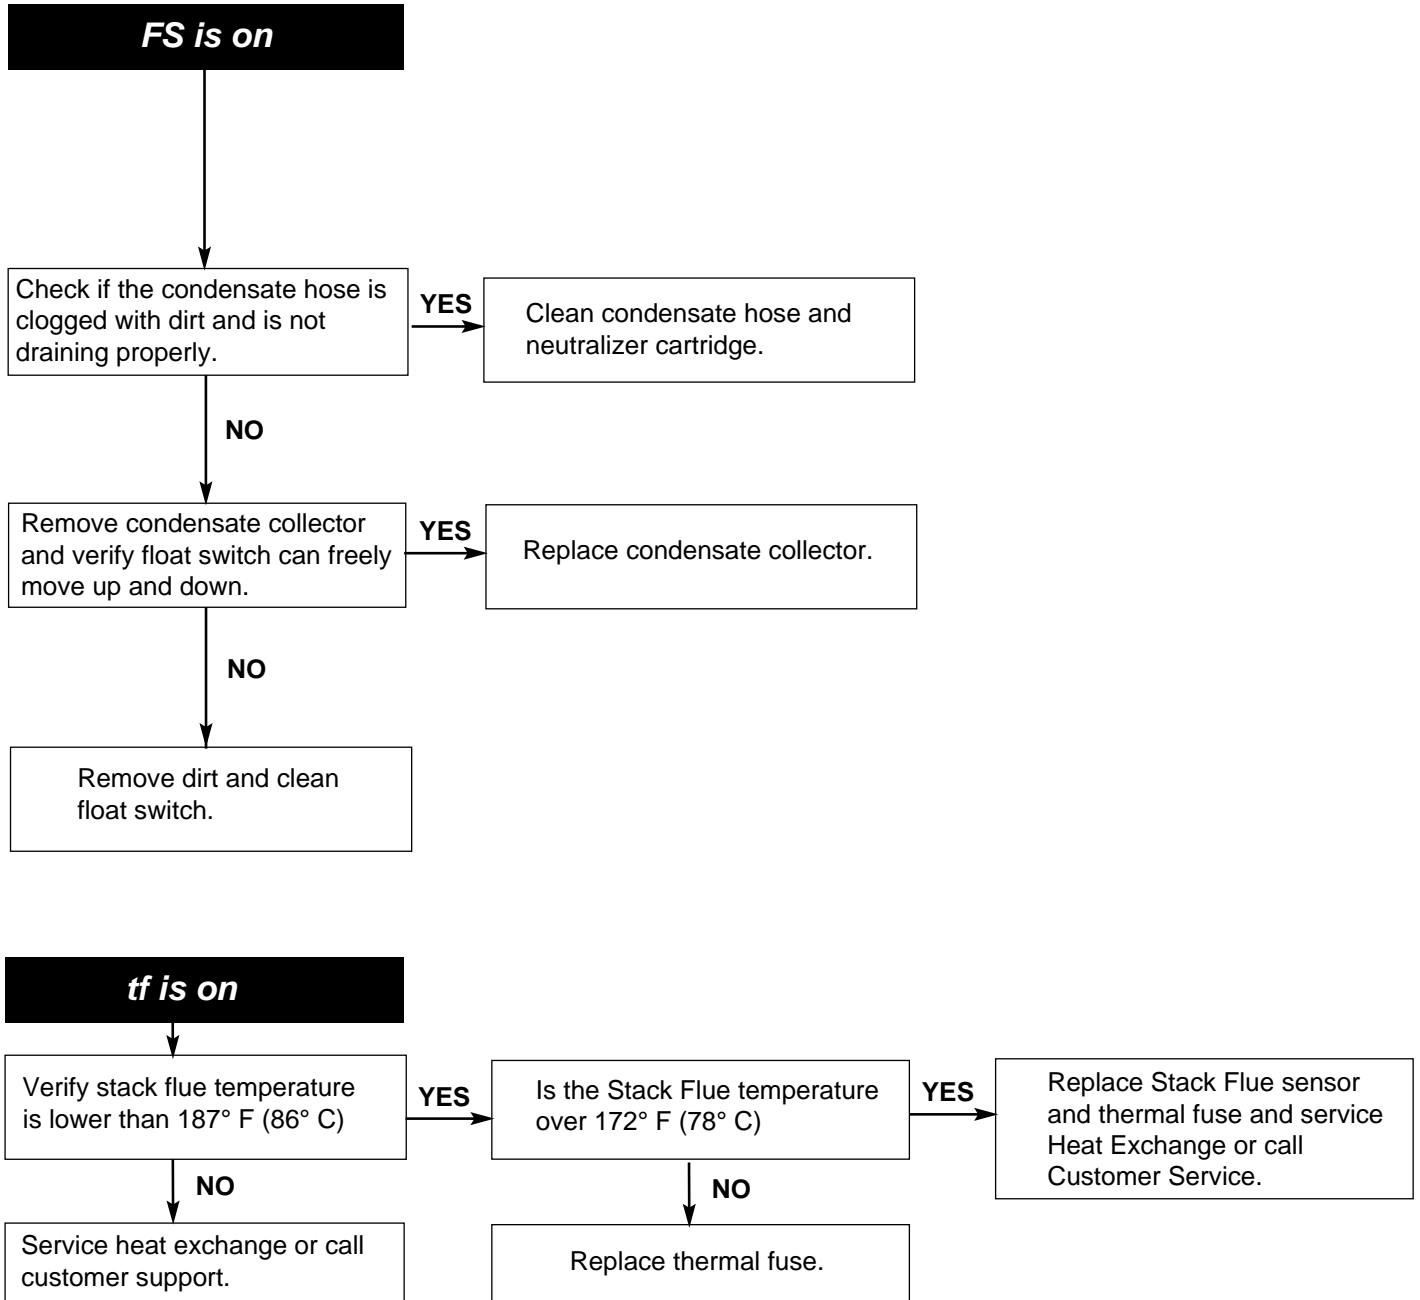 FS is on
Check if the condensate hose is
clogged with dirt and is not
draining properly.
YES
Clean condensate hose and
neutralizer cartridge.
NO
Remove condensate collector
and verify float switch can freely
move up and down.
YES
Replace condensate collector.
NO
Remove dirt and clean
float switch.
tf is on
Verify stack flue temperature
is lower than 187° F (86° C)
YES
Is the Stack Flue temperature
over 172° F (78° C)
YES
Replace Stack Flue sensor
and thermal fuse and service
Heat Exchange or call
Customer Service.
NO
Service heat exchange or call
customer support.
NO
Replace thermal fuse.